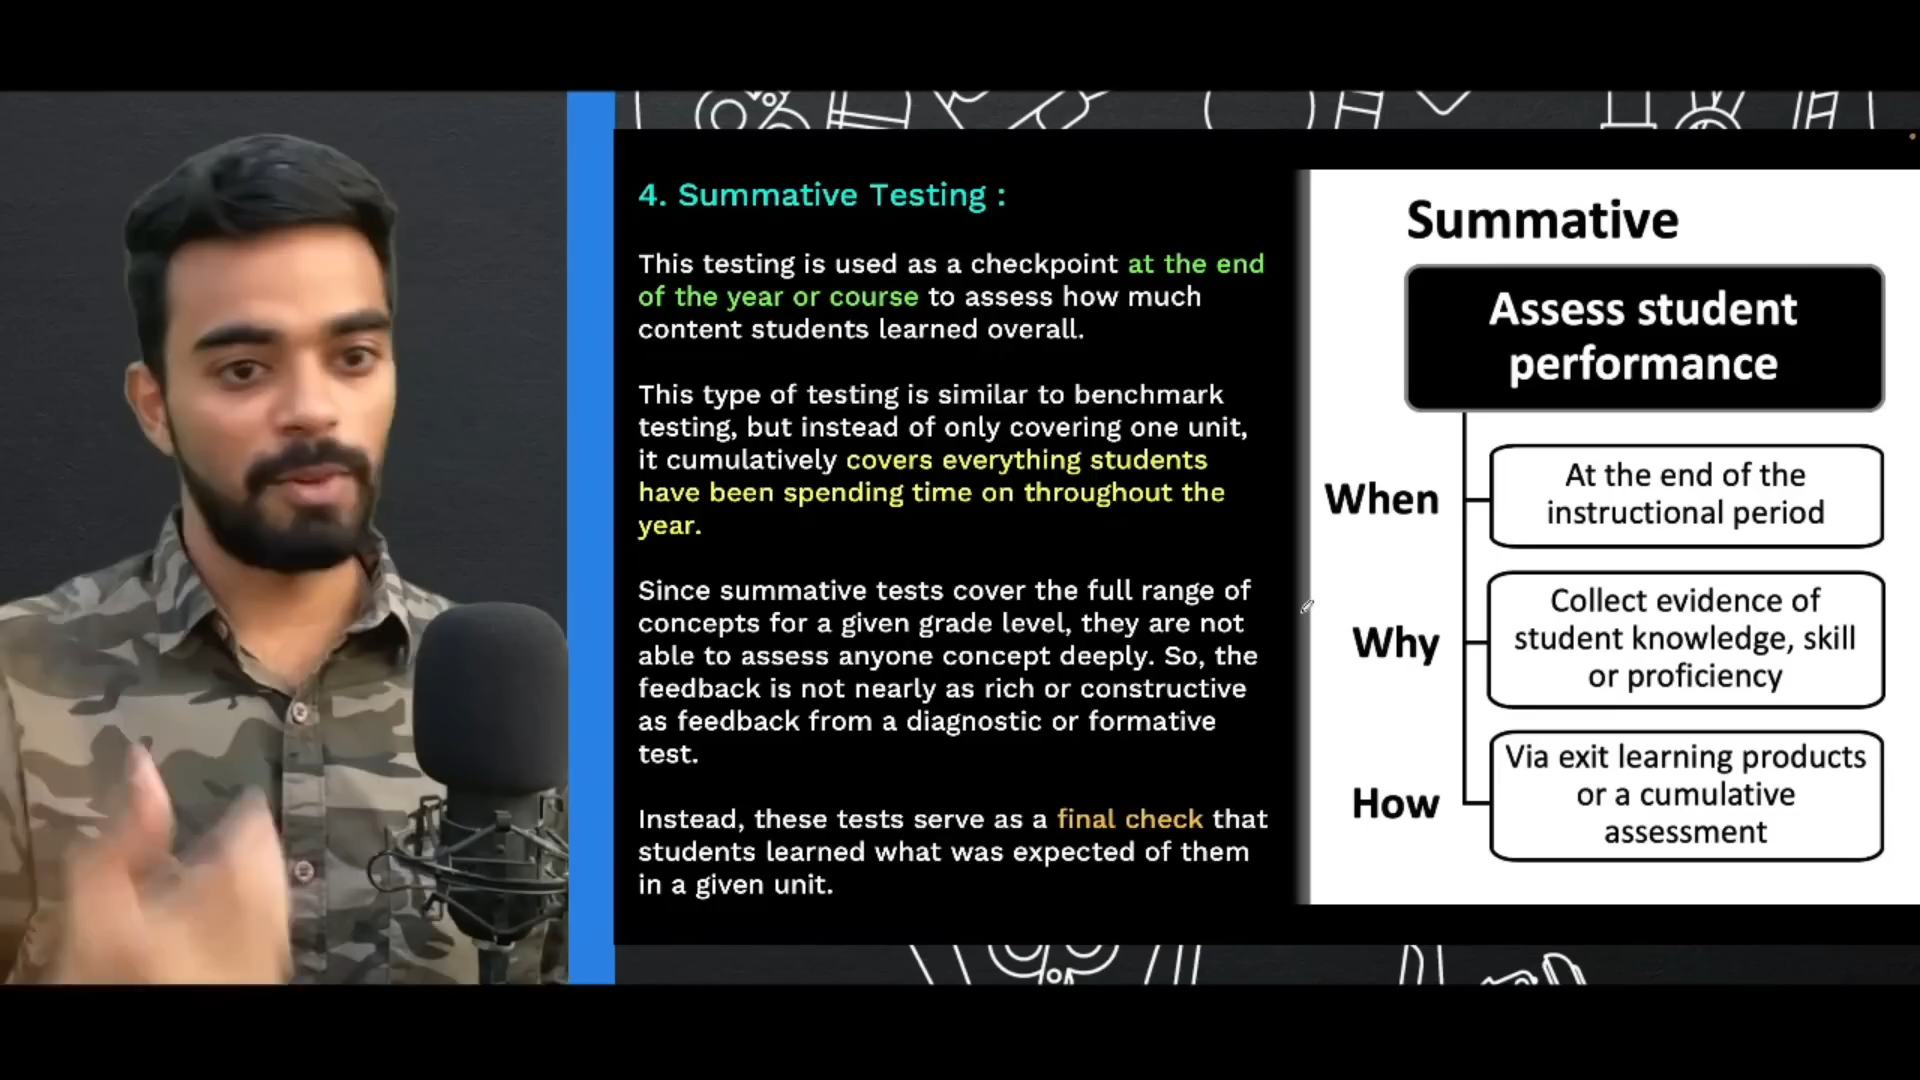 4. Summative Testing :
This testing is used as a checkpoint at the end
of the year or course to assess how much
content students learned overall.
This type of testing is similar to benchmark
testing, but instead of only covering one unit,
it cumulatively covers everything students
have been spending time on throughout the
year.
Since summative tests cover the full range of
concepts for a given grade level, they are not
able to assess anyone concept deeply. So, the
feedback is not nearly as rich or constructive
as feedback from a diagnostic or formative
test.
Instead, these tests serve as a final check that
students learned what was expected of them
in a given unit.
Summative
Assess student
performance
When
At the end of the
instructional period
Why
Collect evidence of
student knowledge, skill
or proficiency
How
Via exit learning products
or a cumulative
assessment